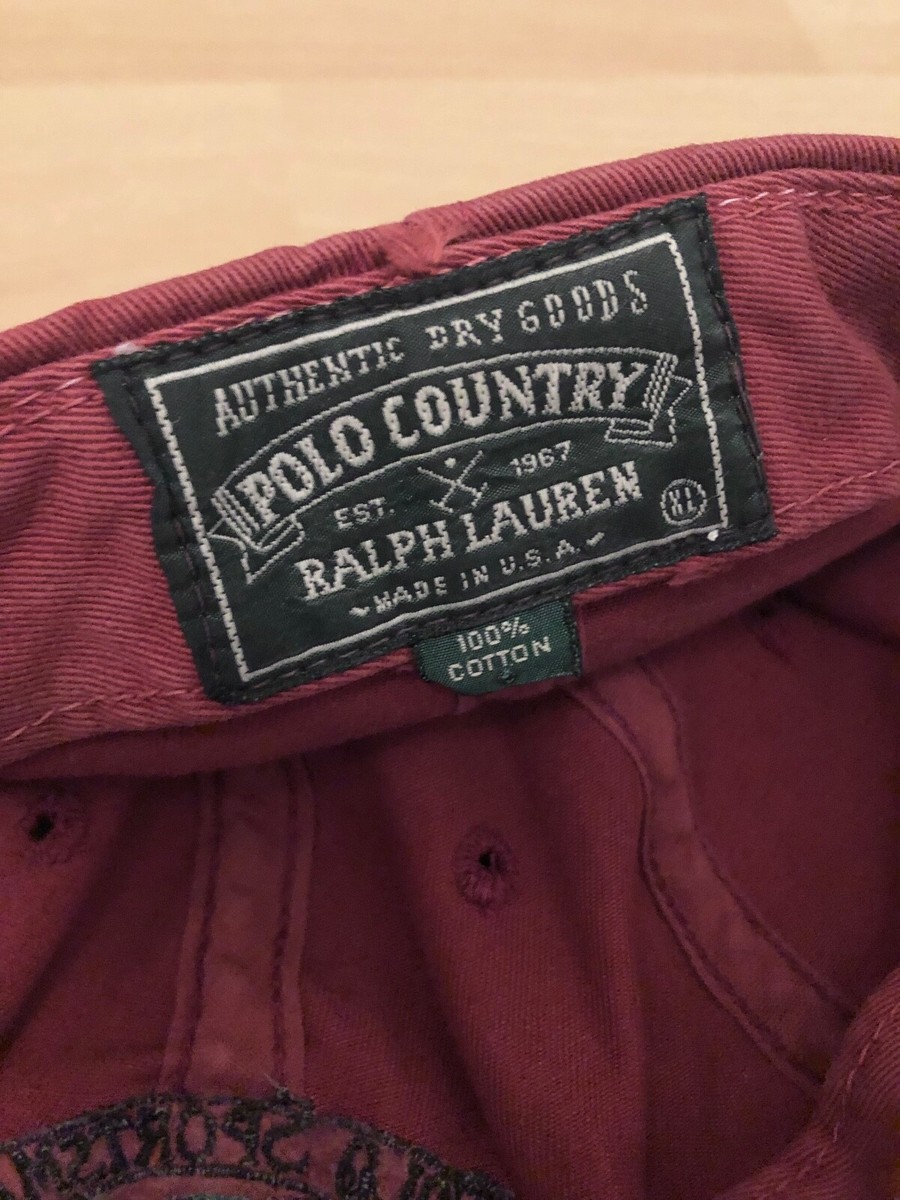 AUTHENTIC DRY GOODS
POLO COUNTRY
EST. 1967
RALPH LAUREN
XL
MADE IN U.S.A.
100%
COTTON